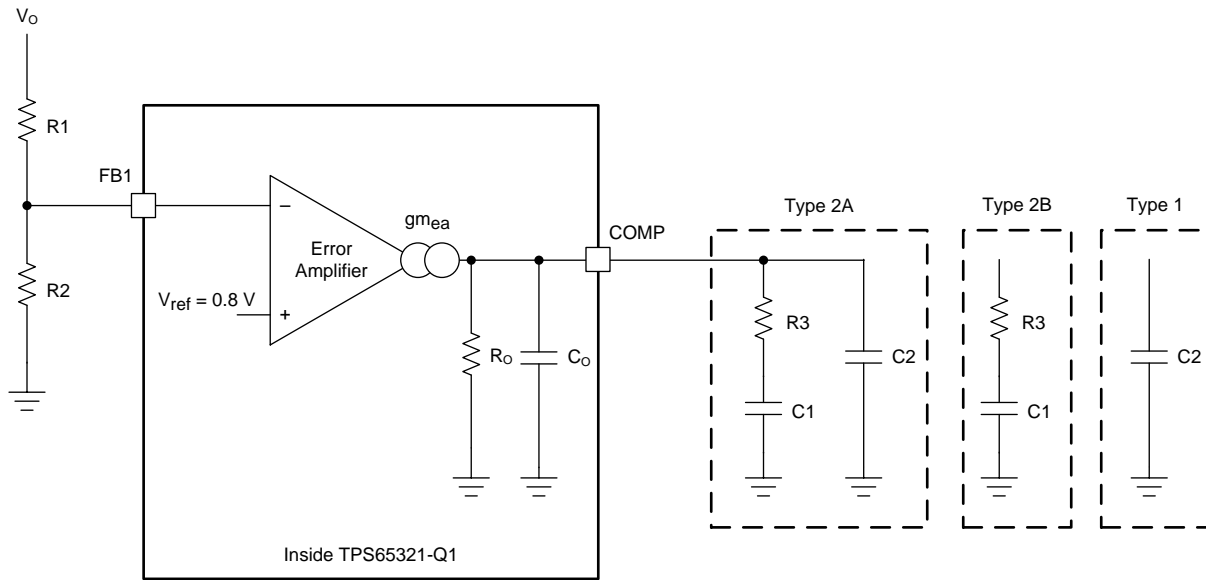 VO
R1
FB1
R2
Error
Amplifier
Vref = 0.8 V
gmea
COMP
RO
CO
Inside TPS65321-Q1
Type 2A
R3
C2
C1
Type 2B
R3
C1
Type 1
C2